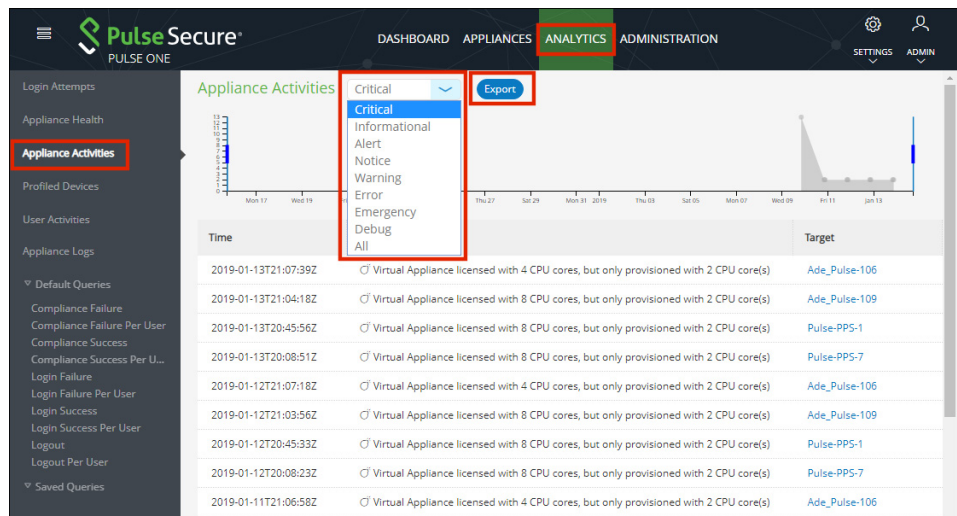 Pulse Secure®
PULSE ONE
DASHBOARD APPLIANCES ANALYTICS ADMINISTRATION
SETTINGS ADMIN
Login Attempts
Appliance Health
Appliance Activities
Profiled Devices
User Activities
Appliance Logs
Default Queries
Compliance Failure
Compliance Failure Per User
Compliance Success
Compliance Success Per U...
Login Failure
Login Failure Per User
Login Success
Login Success Per User
Logout
Logout Per User
Saved Queries
Appliance Activities Critical Export
Critical
Informational
Alert
Notice
Warning
Error
Emergency
Debug
All
Mon 17 Wed 19 Thu 27 Sat 29 Mon 31 2019 Thu 03 Sat 05 Mon 07 Wed 09 Fri 11 Jan 13
Time Target
2019-01-13T21:07:39Z Virtual Appliance licensed with 4 CPU cores, but only provisioned with 2 CPU core(s) Ade_Pulse-106
2019-01-13T21:04:18Z Virtual Appliance licensed with 8 CPU cores, but only provisioned with 2 CPU core(s) Ade_Pulse-109
2019-01-13T20:45:56Z Virtual Appliance licensed with 8 CPU cores, but only provisioned with 2 CPU core(s) Pulse-PPS-1
2019-01-13T20:08:51Z Virtual Appliance licensed with 8 CPU cores, but only provisioned with 2 CPU core(s) Pulse-PPS-7
2019-01-12T21:07:18Z Virtual Appliance licensed with 4 CPU cores, but only provisioned with 2 CPU core(s) Ade_Pulse-106
2019-01-12T21:03:56Z Virtual Appliance licensed with 8 CPU cores, but only provisioned with 2 CPU core(s) Ade_Pulse-109
2019-01-12T20:45:33Z Virtual Appliance licensed with 8 CPU cores, but only provisioned with 2 CPU core(s) Pulse-PPS-1
2019-01-12T20:08:23Z Virtual Appliance licensed with 8 CPU cores, but only provisioned with 2 CPU core(s) Pulse-PPS-7
2019-01-11T21:06:58Z Virtual Appliance licensed with 4 CPU cores, but only provisioned with 2 CPU core(s) Ade_Pulse-106